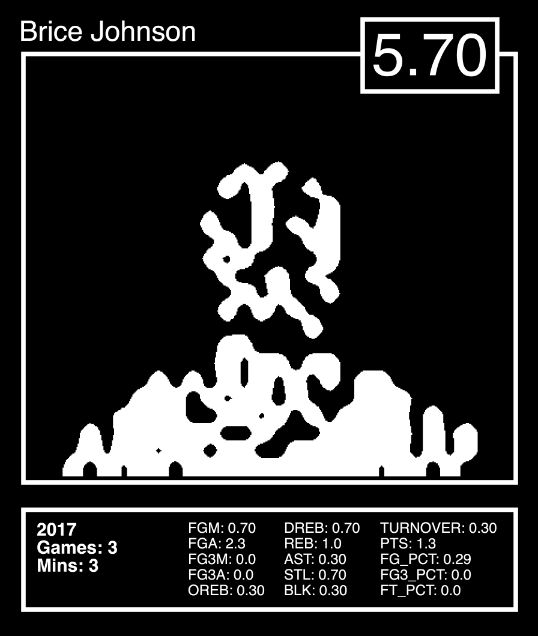 Brice Johnson
5.70
2017
Games: 3
Mins: 3
FGM: 0.70
FGA: 2.3
FG3M: 0.0
FG3A: 0.0
OREB: 0.30
DREB: 0.70
REB: 1.0
AST: 0.30
STL: 0.70
BLK: 0.30
TURNOVER: 0.30
PTS: 1.3
FG_PCT: 0.29
FG3_PCT: 0.0
FT_PCT: 0.0